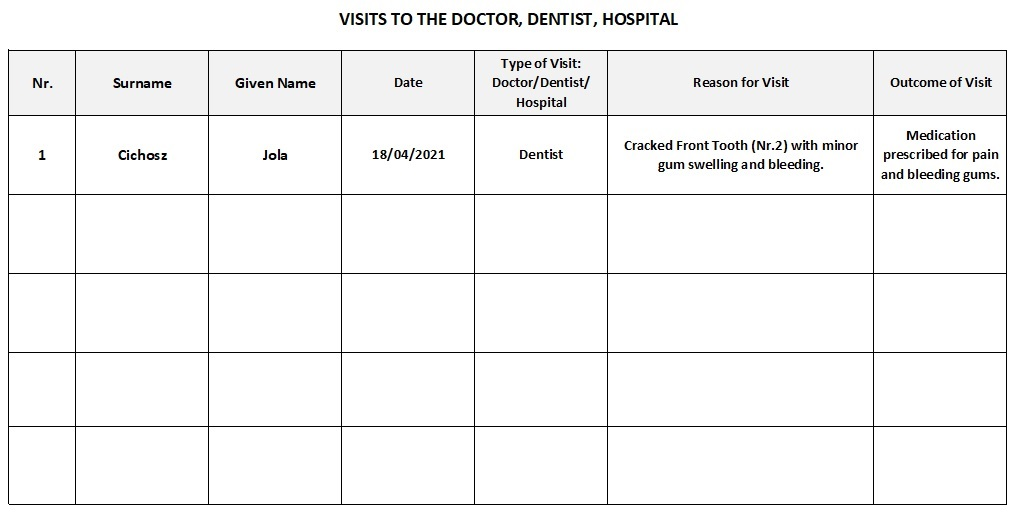 VISITS TO THE DOCTOR, DENTIST, HOSPITAL
Nr.
Surname
Given Name
Date
Type of Visit:
Doctor/Dentist/
Hospital
Reason for Visit
Outcome of Visit
1
Cichosz
Jola
18/04/2021
Dentist
Cracked Front Tooth (Nr.2) with minor
gum swelling and bleeding.
Medication
prescribed for pain
and bleeding gums.